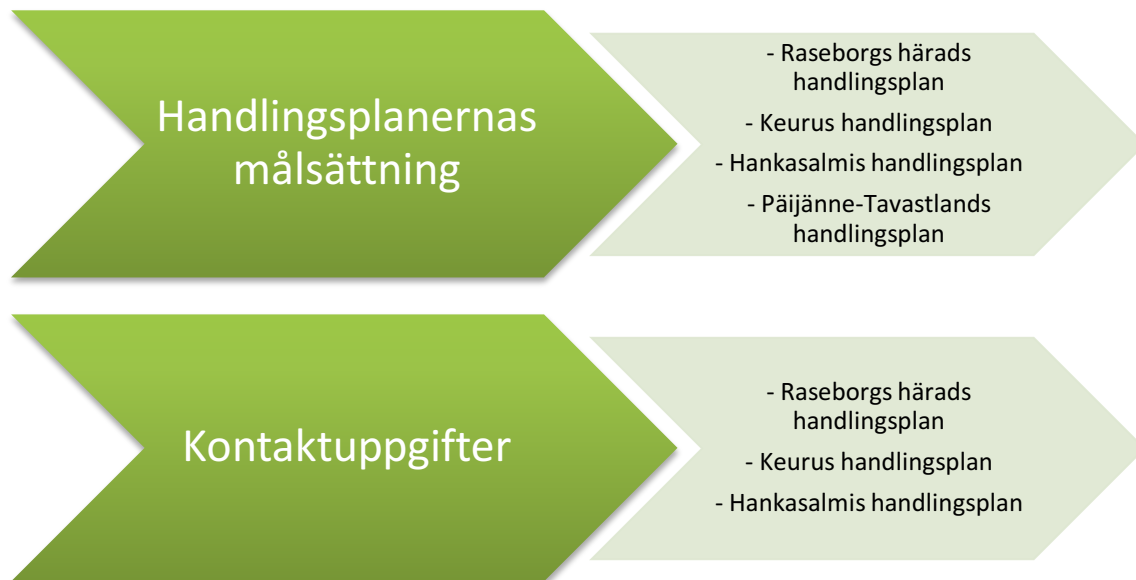 Handlingsplanernas
målsättning
- Raseborgs härads
handlingsplan
- Keurus handlingsplan
- Hankasalmis handlingsplan
- Päijänne-Tavastlands
handlingsplan
Kontaktuppgifter
- Raseborgs härads
handlingsplan
- Keurus handlingsplan
- Hankasalmis handlingsplan